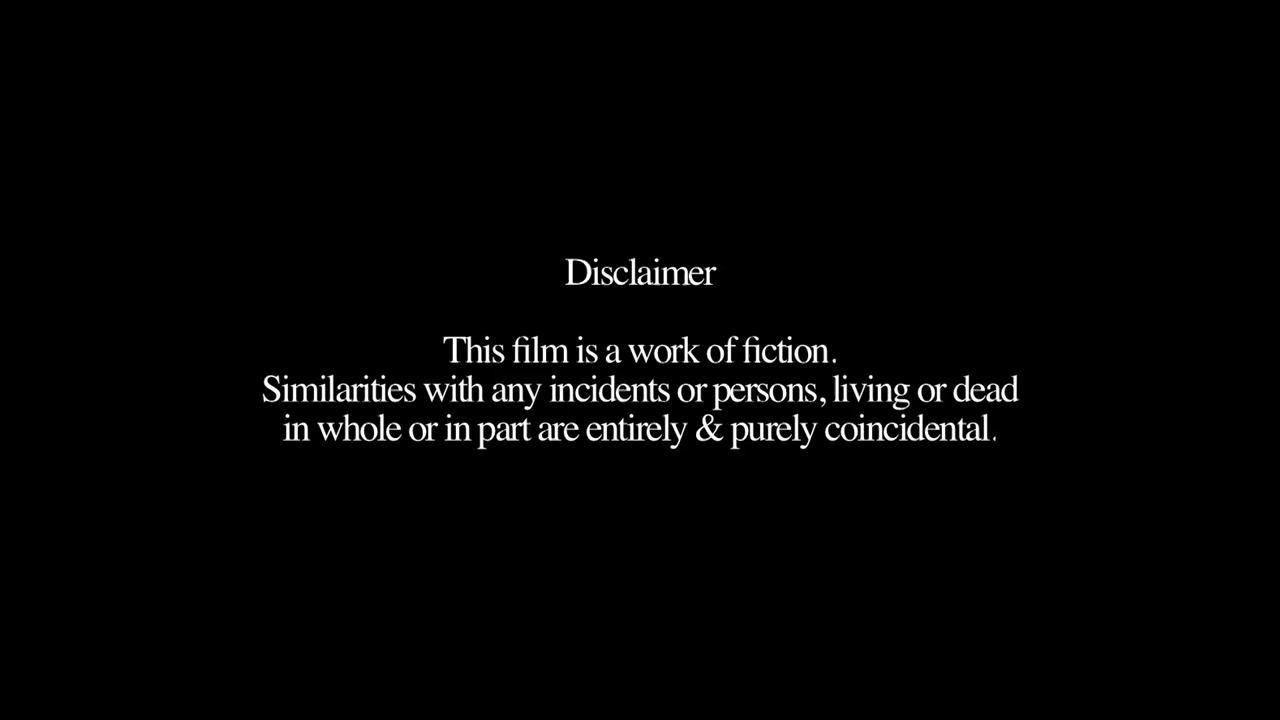 Disclaimer
This film is a work of fiction.
Similarities with any incidents or persons, living or dead
in whole or in part are entirely & purely coincidental.